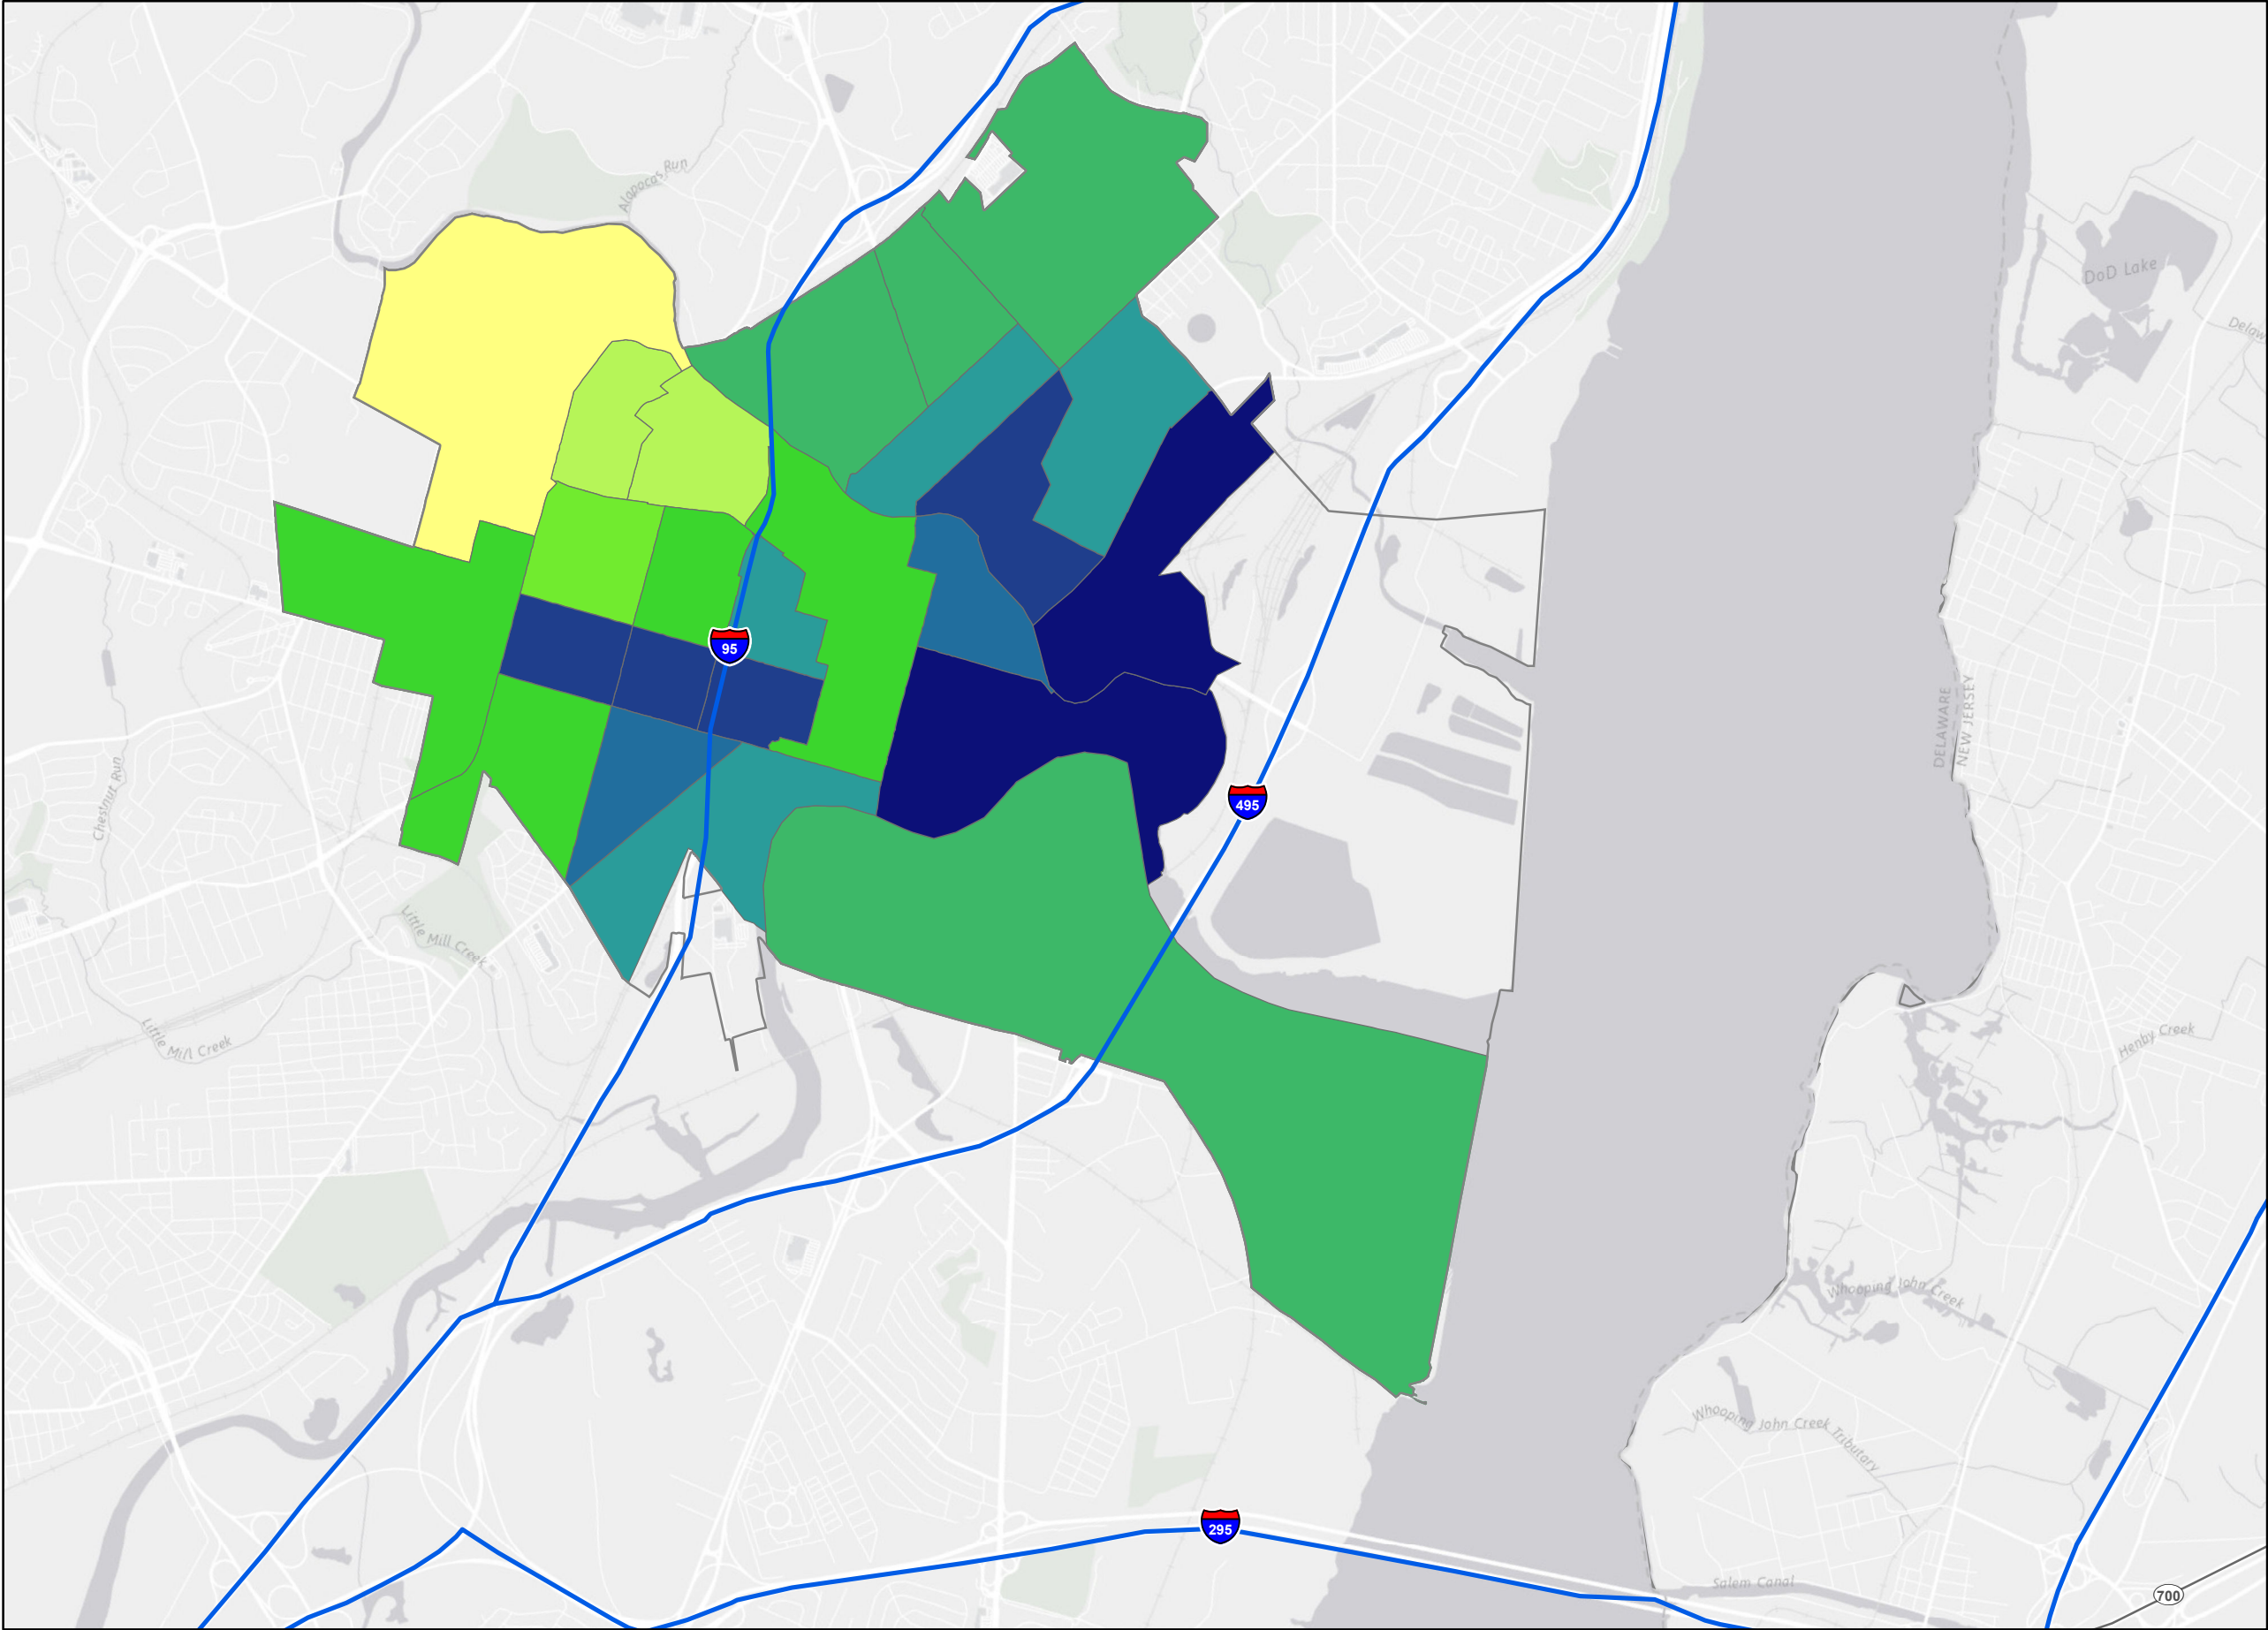 Alapocas Run
DoD Lake
Delaw
95
DELAWARE
NEW JERSEY
495
Chestnut Run
Little Mill Creek
Little Mill Creek
Henby Creek
Whooping John Creek
Whooping John Creek Tributary
295
Salem Canal
700